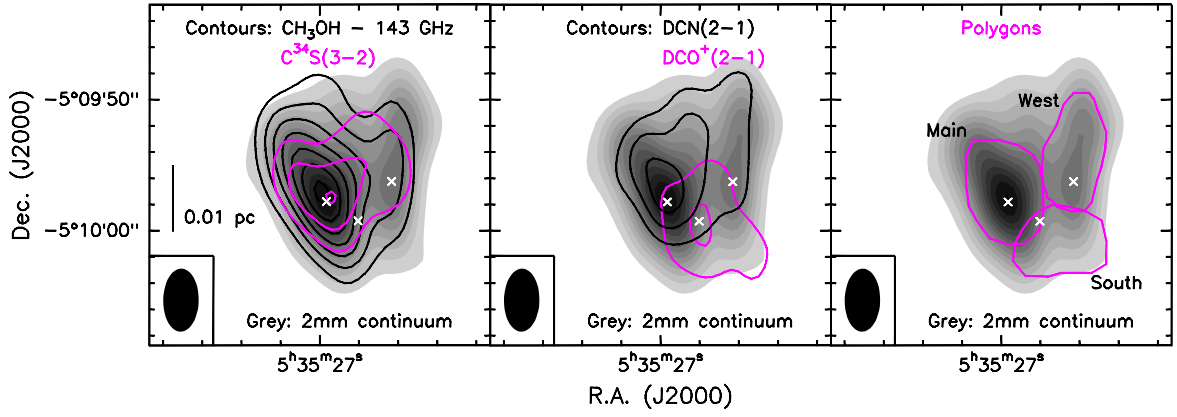 Contours: CH₃OH – 143 GHz
C³⁴S(3–2)
0.01 pc
Grey: 2mm continuum
Contours: DCN(2–1)
DCO⁺(2–1)
Grey: 2mm continuum
Polygons
West
Main
South
Grey: 2mm continuum
−5°09'50"
−5°10'00"
Dec. (J2000)
5ʰ35ᵐ27ˢ
5ʰ35ᵐ27ˢ
5ʰ35ᵐ27ˢ
R.A. (J2000)